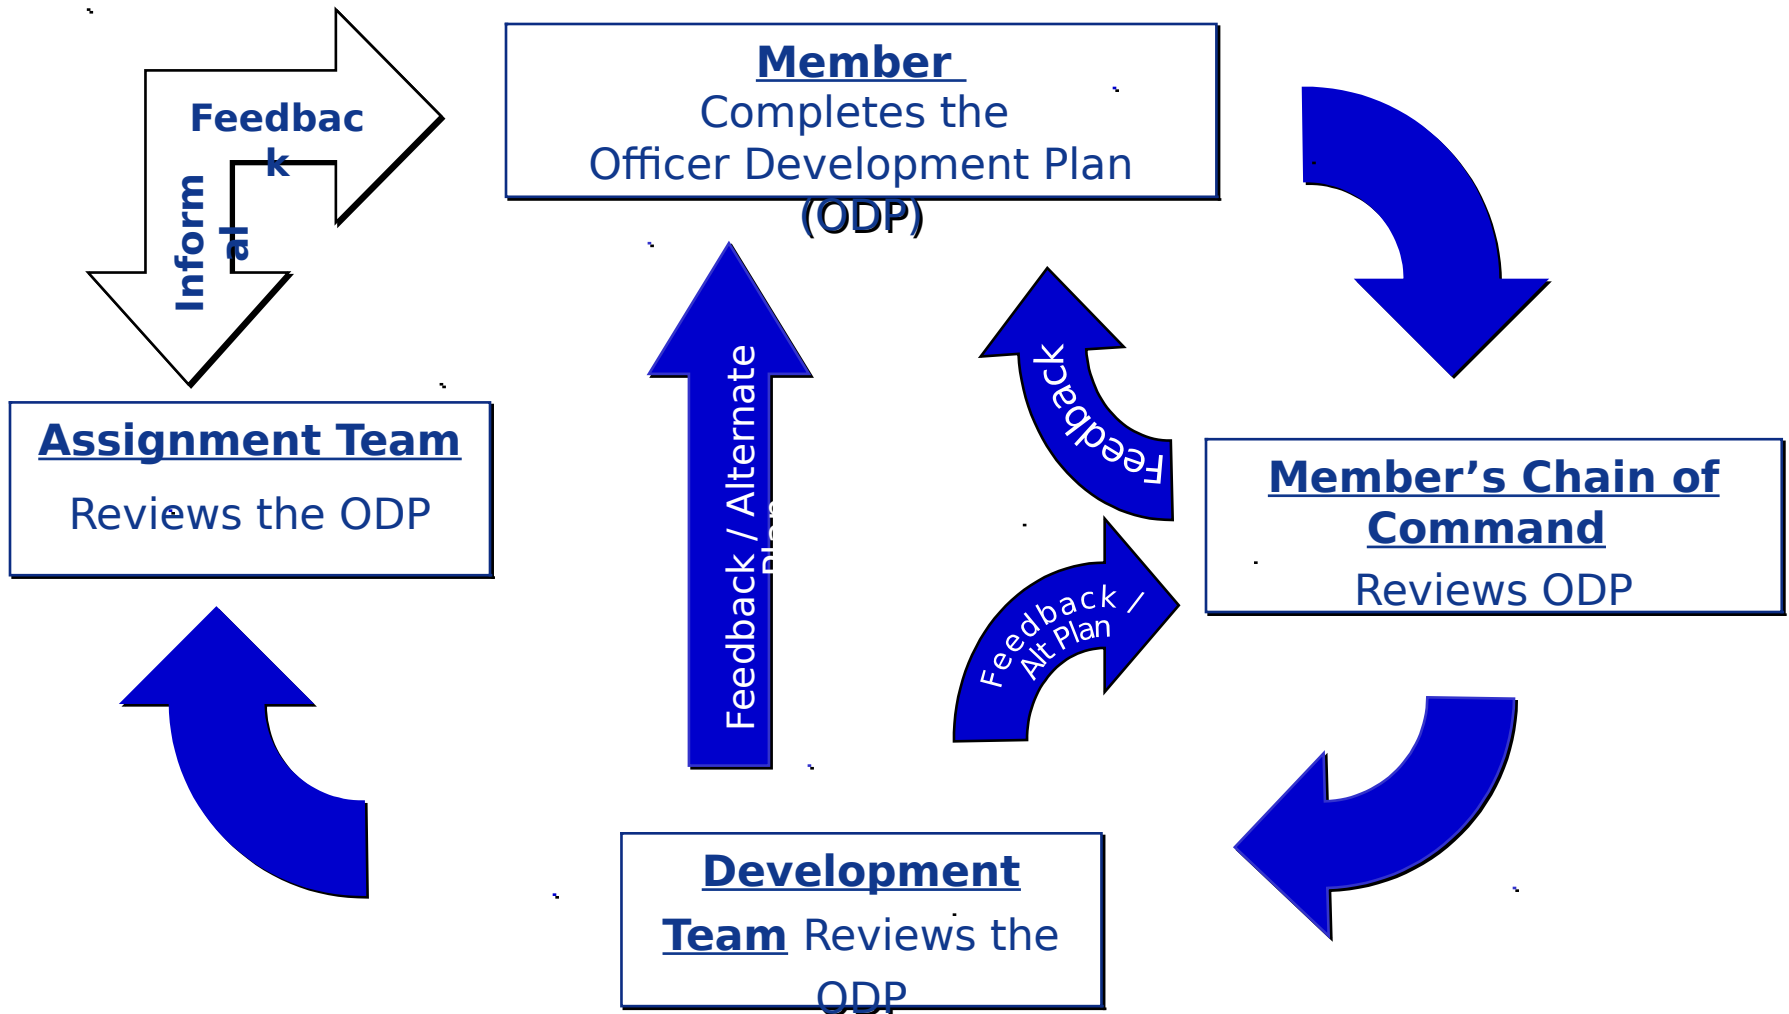 Member
Completes the
Officer Development Plan
(ODP)
Feedbac
k
Inform
al
Feedback / Alternate
Plan
Feedback
Assignment Team
Reviews the ODP
Member’s Chain of
Command
Reviews ODP
Feedback /
Alt Plan
Development
Team Reviews the
ODP